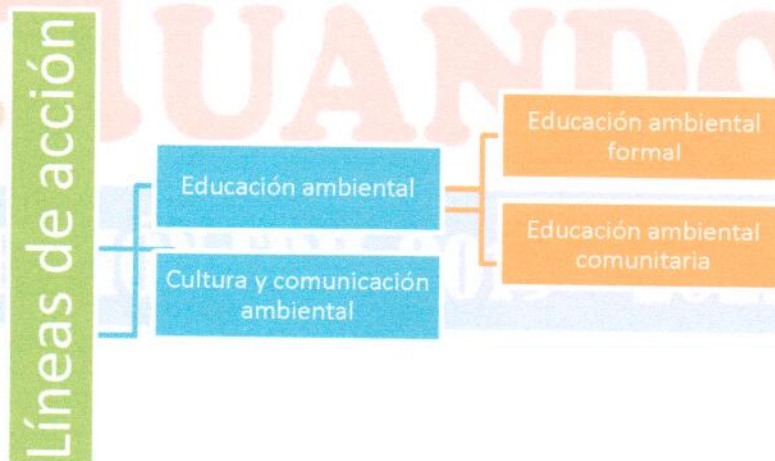 Líneas de acción
Educación ambiental
Cultura y comunicación
ambiental
Educación ambiental
formal
Educación ambiental
comunitaria
UANDO